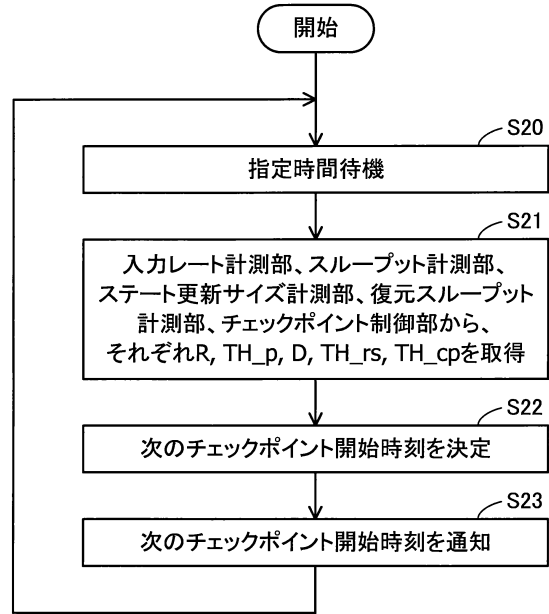 開始
S20
指定時間待機
S21
入力レート計測部、スループット計測部、
ステート更新サイズ計測部、復元スループット
計測部、チェックポイント制御部から、
それぞれR, TH_p, D, TH_rs, TH_cpを取得
S22
次のチェックポイント開始時刻を決定
S23
次のチェックポイント開始時刻を通知